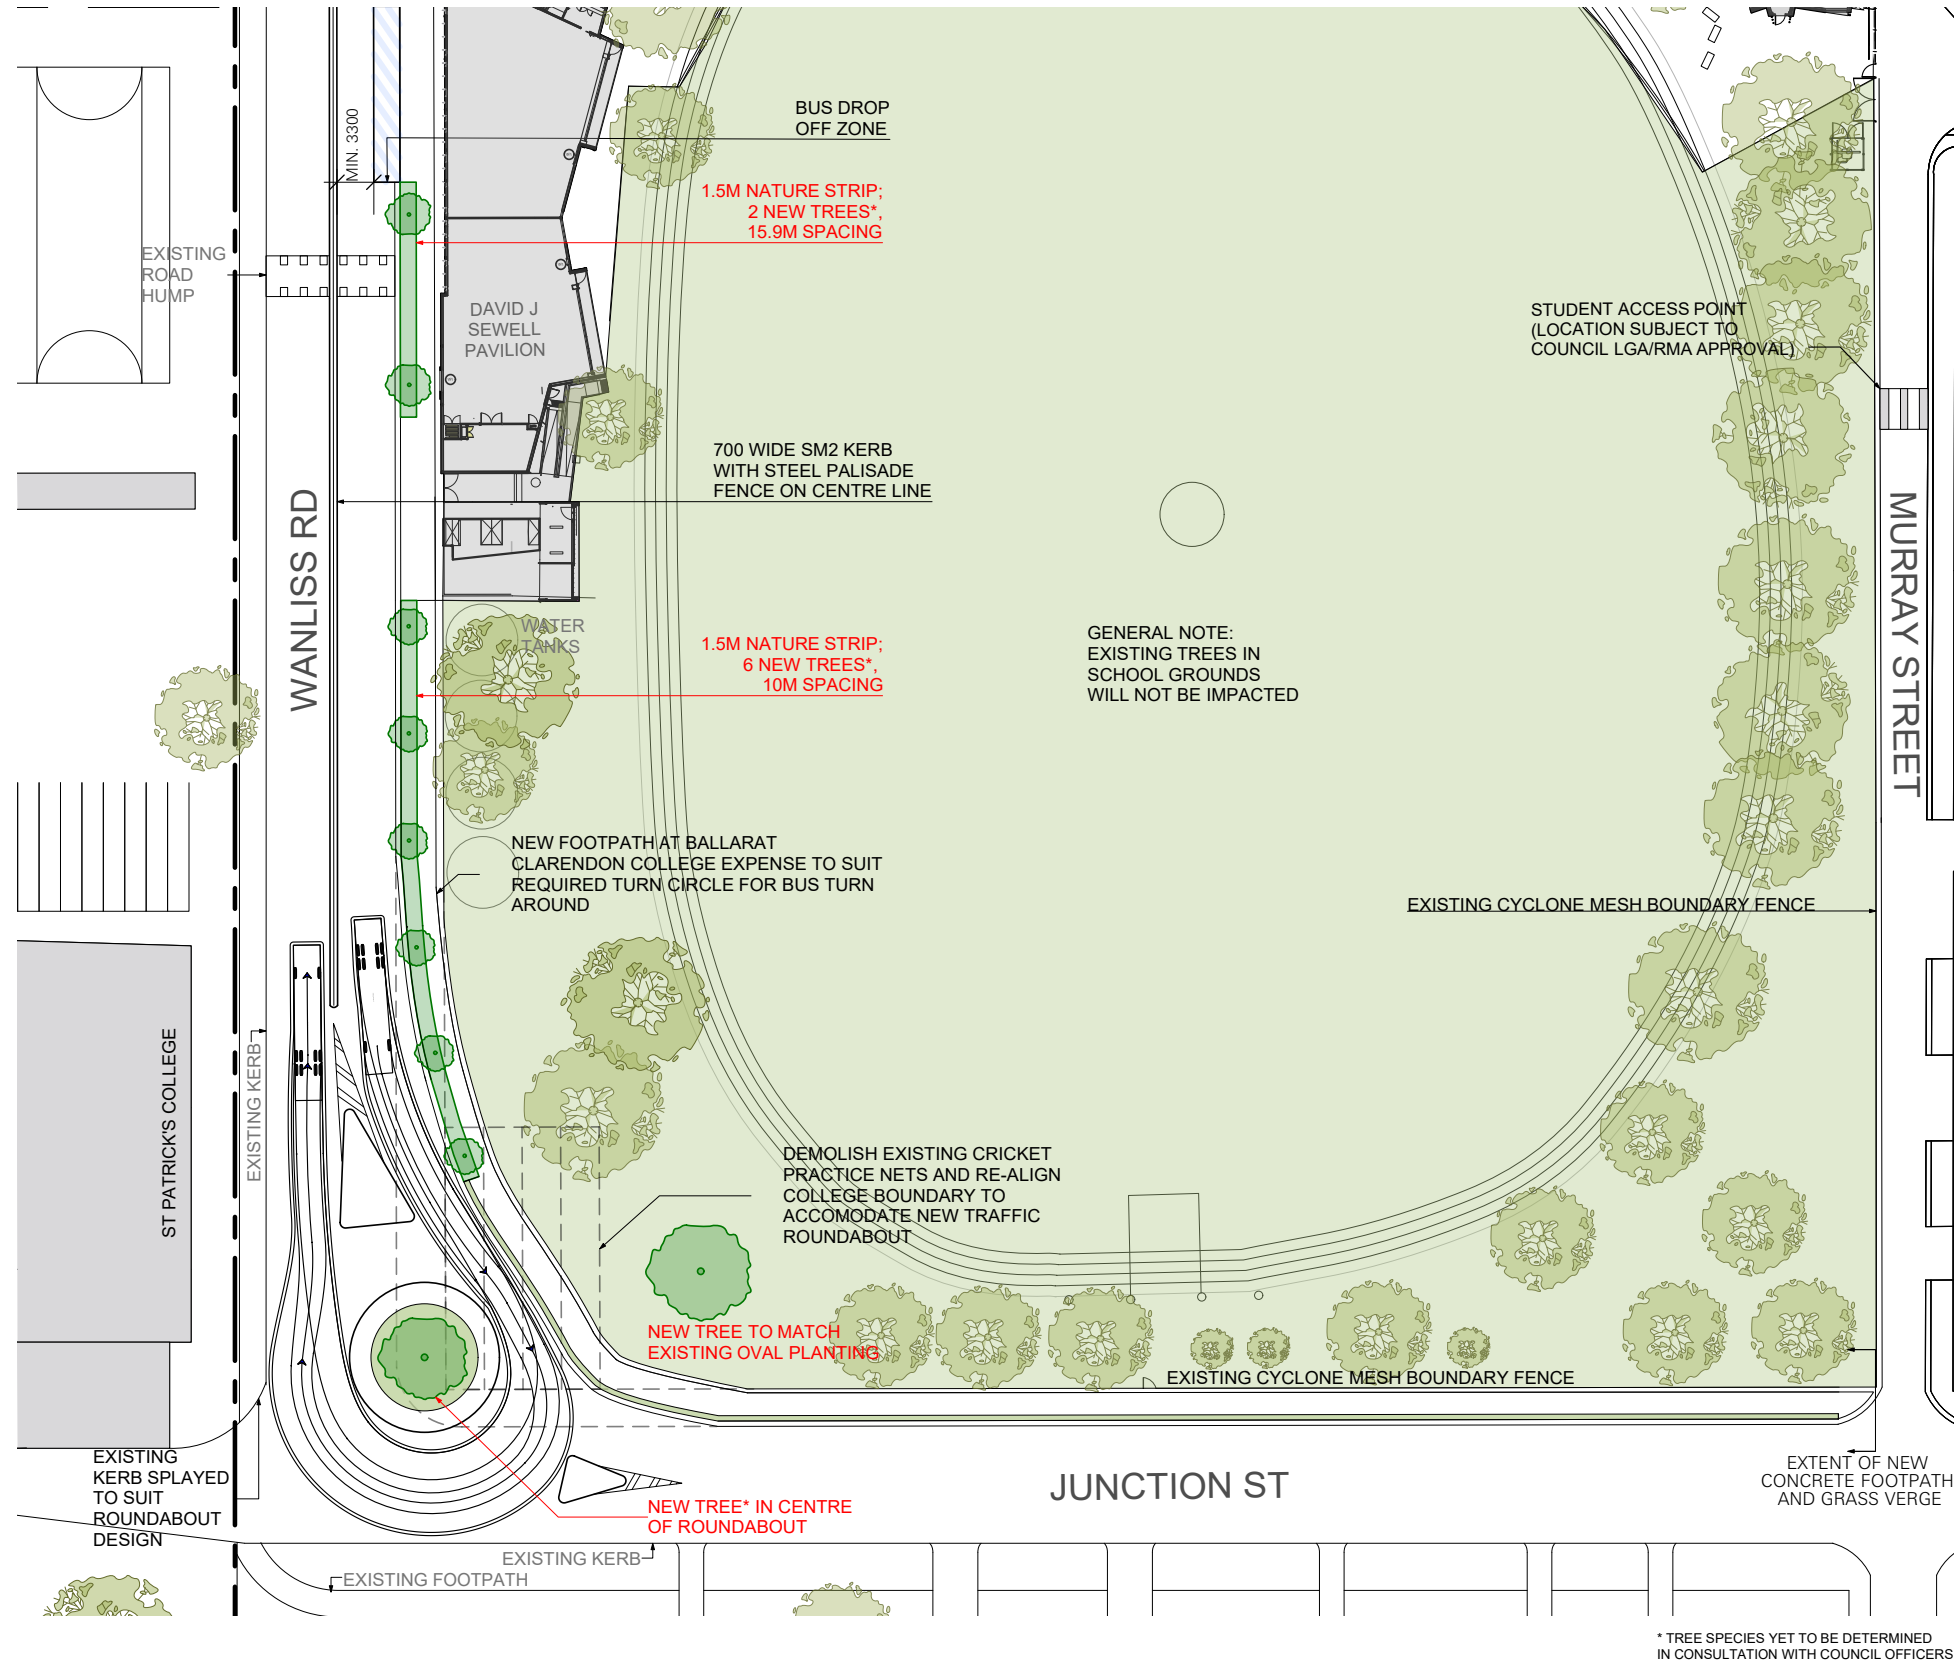 BUS DROP
OFF ZONE
MIN. 3300
1.5M NATURE STRIP;
2 NEW TREES*,
15.9M SPACING
EXISTING
ROAD
HUMP
DAVID J
SEWELL
PAVILION
STUDENT ACCESS POINT
(LOCATION SUBJECT TO
COUNCIL LGA/RMA APPROVAL)
700 WIDE SM2 KERB
WITH STEEL PALISADE
FENCE ON CENTRE LINE
WANLISS RD
MURRAY STREET
WATER
TANKS
1.5M NATURE STRIP;
6 NEW TREES*,
10M SPACING
GENERAL NOTE:
EXISTING TREES IN
SCHOOL GROUNDS
WILL NOT BE IMPACTED
NEW FOOTPATH AT BALLARAT
CLARENDON COLLEGE EXPENSE TO SUIT
REQUIRED TURN CIRCLE FOR BUS TURN
AROUND
EXISTING CYCLONE MESH BOUNDARY FENCE
ST PATRICK'S COLLEGE
EXISTING KERB
DEMOLISH EXISTING CRICKET
PRACTICE NETS AND RE-ALIGN
COLLEGE BOUNDARY TO
ACCOMODATE NEW TRAFFIC
ROUNDABOUT
NEW TREE TO MATCH
EXISTING OVAL PLANTING
EXISTING CYCLONE MESH BOUNDARY FENCE
EXISTING
KERB SPLAYED
TO SUIT
ROUNDABOUT
DESIGN
JUNCTION ST
EXTENT OF NEW
CONCRETE FOOTPATH
AND GRASS VERGE
NEW TREE* IN CENTRE
OF ROUNDABOUT
EXISTING KERB
EXISTING FOOTPATH
* TREE SPECIES YET TO BE DETERMINED
IN CONSULTATION WITH COUNCIL OFFICERS